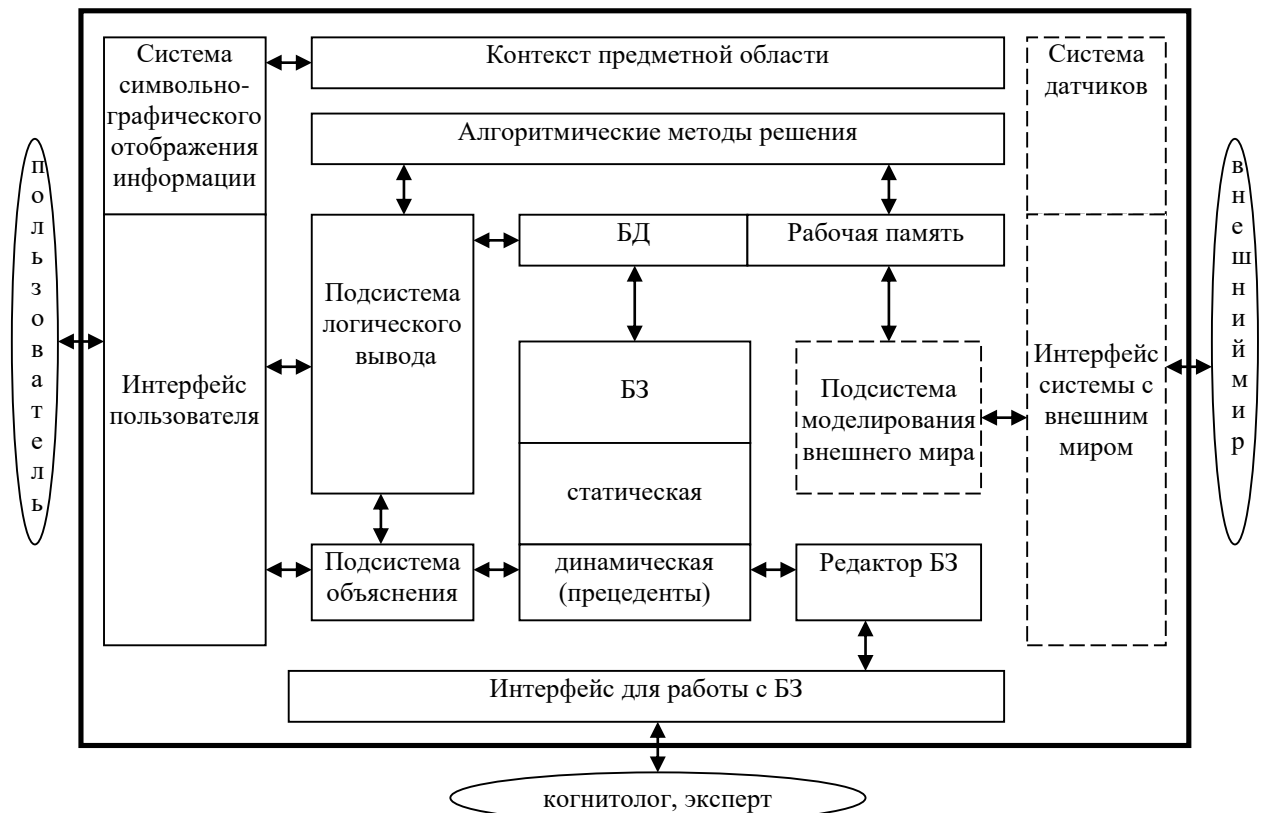 Система
символьно-
графического
отображения
информации
Контекст предметной области
Система
датчиков
Алгоритмические методы решения
пользователь
внешниймир
БД
Рабочая память
Подсистема
логического
вывода
Интерфейс
пользователя
БЗ
статическая
динамическая
(прецеденты)
Подсистема
моделирования
внешнего мира
Интерфейс
системы с
внешним
миром
Подсистема
объяснения
Редактор БЗ
Интерфейс для работы с БЗ
когнитолог, эксперт